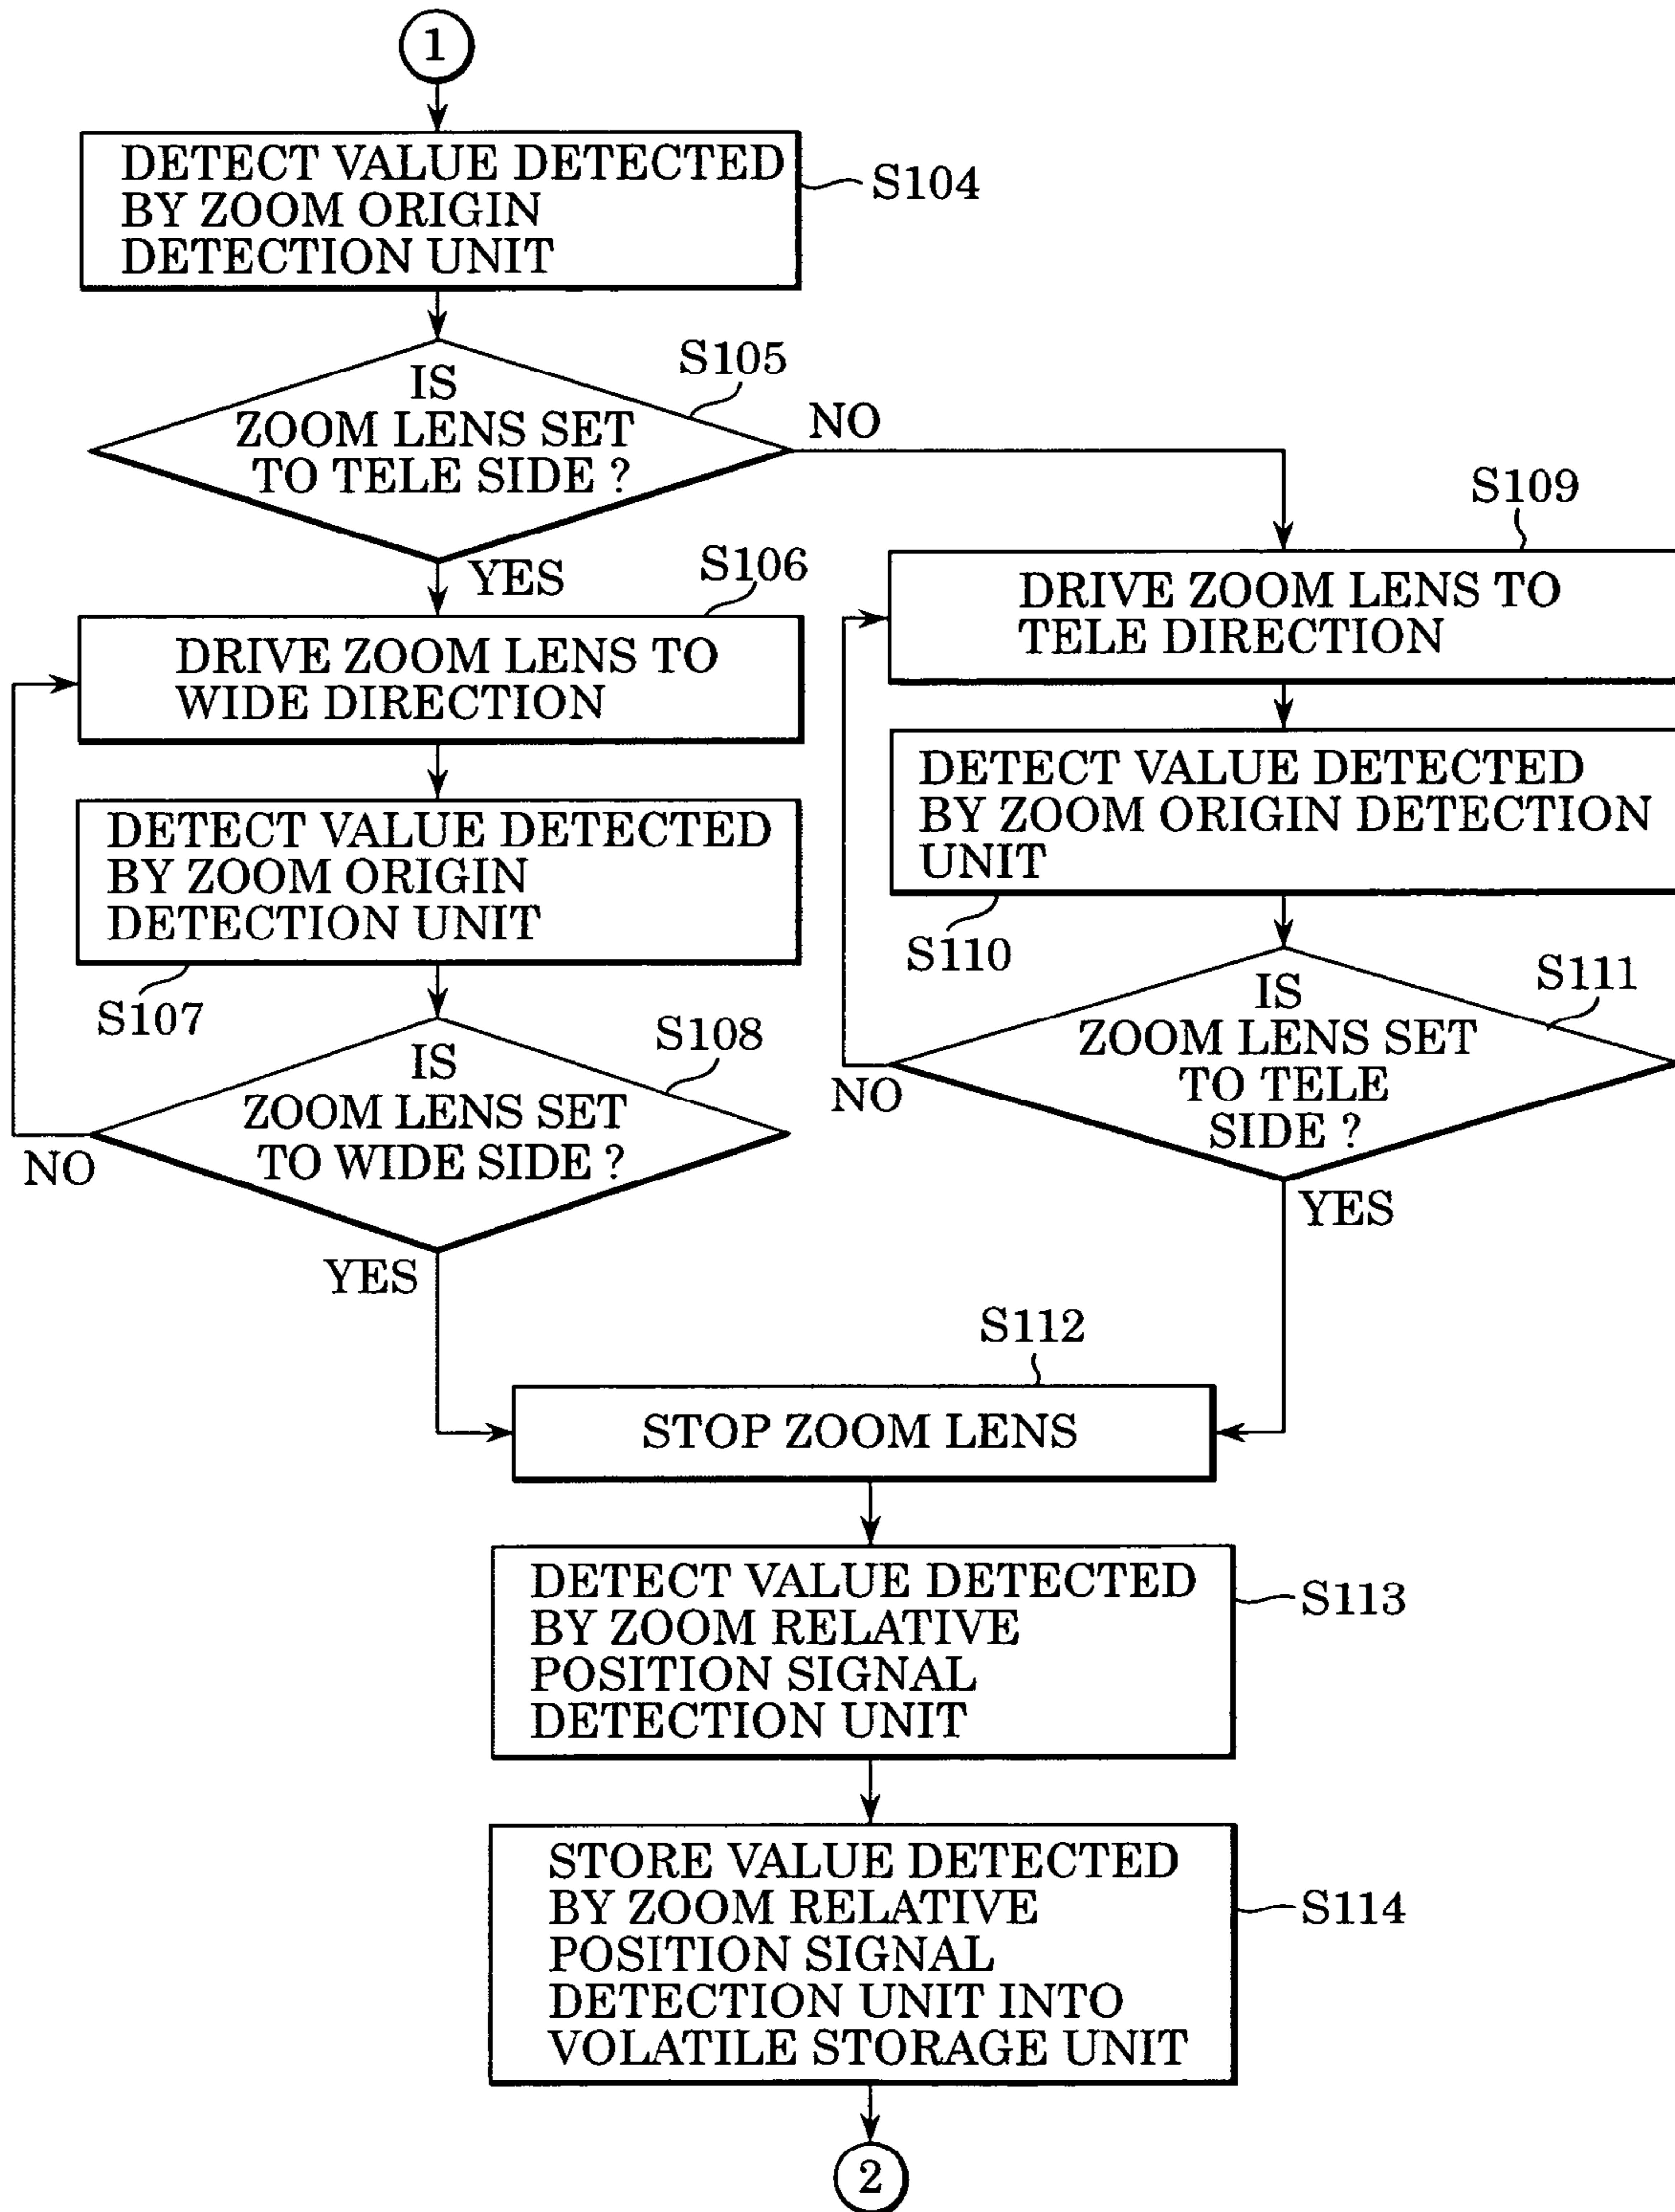 1
DETECT VALUE DETECTED
BY ZOOM ORIGIN
DETECTION UNIT
S104
S105
IS
ZOOM LENS SET
TO TELE SIDE ?
NO
YES
S106
DRIVE ZOOM LENS TO
WIDE DIRECTION
DETECT VALUE DETECTED
BY ZOOM ORIGIN
DETECTION UNIT
S107
S108
IS
ZOOM LENS SET
TO WIDE SIDE ?
NO
YES
S109
DRIVE ZOOM LENS TO
TELE DIRECTION
DETECT VALUE DETECTED
BY ZOOM ORIGIN DETECTION
UNIT
S110
S111
IS
ZOOM LENS SET
TO TELE
SIDE ?
NO
YES
S112
STOP ZOOM LENS
DETECT VALUE DETECTED
BY ZOOM RELATIVE
POSITION SIGNAL
DETECTION UNIT
S113
STORE VALUE DETECTED
BY ZOOM RELATIVE
POSITION SIGNAL
DETECTION UNIT INTO
VOLATILE STORAGE UNIT
S114
2